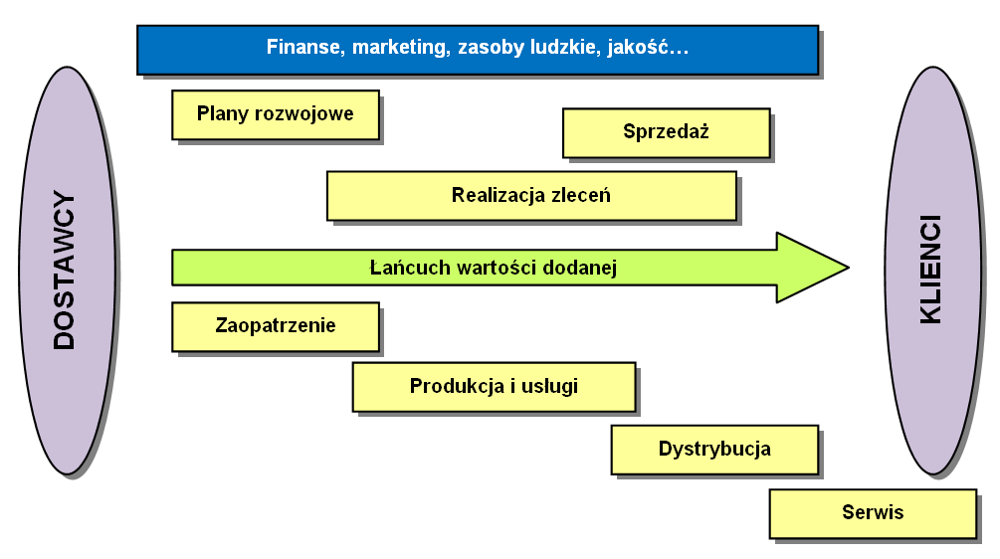 Finanse, marketing, zasoby ludzkie, jakość…
Plany rozwojowe
Sprzedaż
Realizacja zleceń
DOSTAWCY
Łańcuch wartości dodanej
KLIENCI
Zaopatrzenie
Produkcja i usługi
Dystrybucja
Serwis